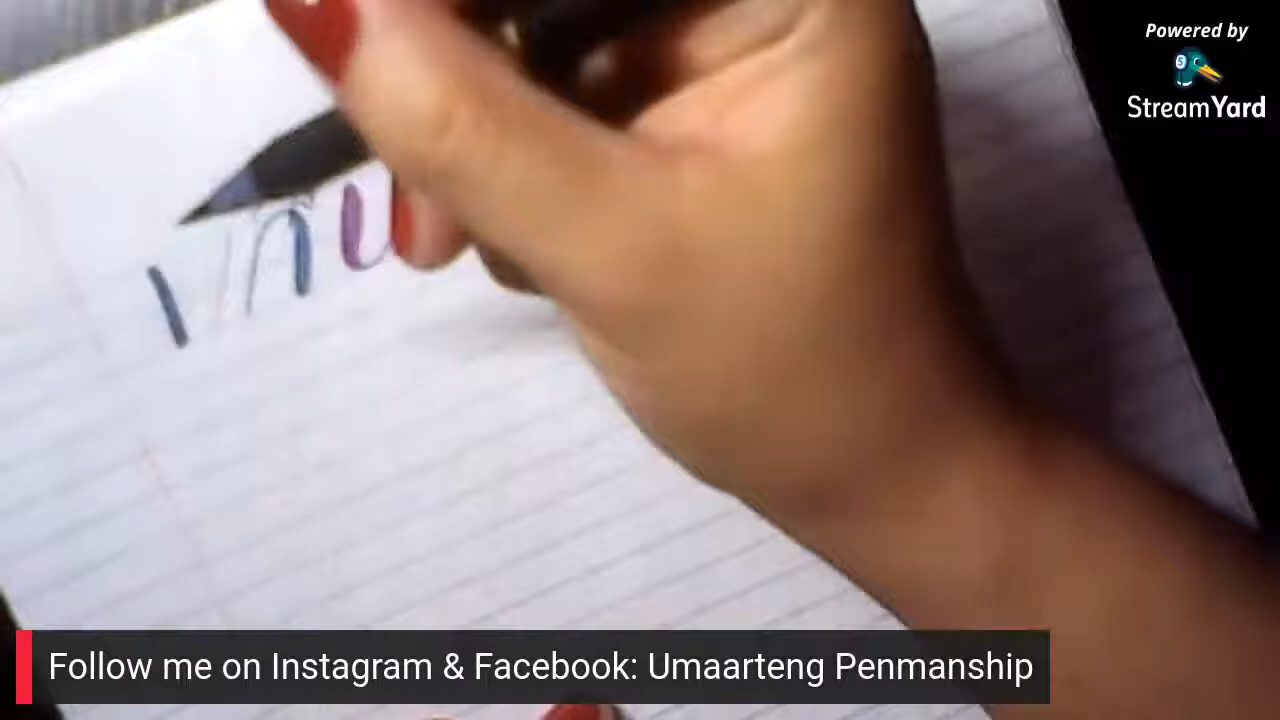 Powered by
StreamYard
Follow me on Instagram & Facebook: Umaarteng Penmanship